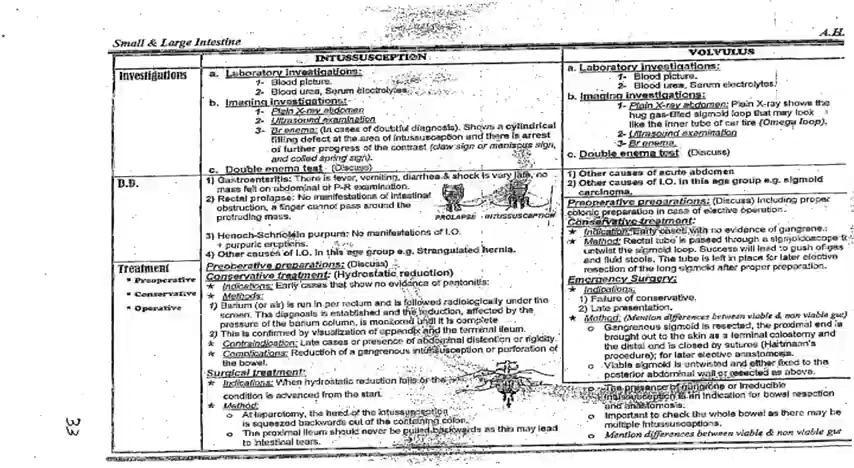 Small & Large Intestine
A.H.
INTUSSUSCEPTION
VOLVULUS
Investigations
a. Laboratory investigations:
1- Blood picture.
2- Blood urea, Serum electrolytes.
b. Imaging investigations:
1- Plain X-ray abdomen
2- Ultrasound examination
3- Br enema: (In cases of doubtful diagnosis). Shows a cylindrical
filling defect at the area of intussusception and there is arrest
of further progress of the contrast (claw sign or meniscus sign,
and coiled spring sign).
c. Double enema test (Discuss)
a. Laboratory investigations:
1- Blood picture.
2- Blood urea, Serum electrolytes.
b. Imaging investigations:
1- Plain X-ray abdomen: Plain X-ray shows the
hug gas-filled sigmoid loop that may look
like the inner tube of car tire (Omega loop).
2- Ultrasound examination
3- Br enema.
c. Double enema test (Discuss)
D.D.
1) Gastroenteritis: There is fever, vomiting, diarrhea & shock is very late, no
mass felt on abdominal or P-R examination.
2) Rectal prolapse: No manifestations of intestinal
obstruction, a finger cannot pass around the
protruding mass.
PROLAPSE - INTUSSUSCEPTION
3) Henoch-Schnolein purpum: No manifestations of I.O.
+ purpuric eruptions.
4) Other causes of I.O. in this age group e.g. Strangulated hernia.
1) Other causes of acute abdomen
2) Other causes of I.O. in this age group e.g. sigmoid
carcinoma.
Treatment
* Preoperative
* Conservative
* Operative
Preoperative preparations: (Discuss)
Conservative treatment: (Hydrostatic reduction)
★ Indications: Early cases that show no evidence of peritonitis:
★ Methods:
1) Barium (or air) is run in per rectum and is followed radiologically under the
screen. The diagnosis is established and the reduction, affected by the
pressure of the barium column, is monitored until it is complete
2) This is confirmed by visualization of appendix and the terminal ileum.
★ Contraindication: Late cases or presence of abdominal distention or rigidity.
★ Complications: Reduction of a gangrenous intussusception or perforation of
the bowel.
Surgical treatment:
★ Indications: When hydrostatic reduction fails or the
condition is advanced from the start.
★ Method:
o At laparotomy, the head of the intussusception
is squeezed backwards out of the containing colon.
o The proximal ileum should never be pulled backwards as this may lead
to intestinal tears.
Preoperative preparations: (Discuss) Including proper
colonic preparation in case of elective operation.
Conservative treatment:
★ Indication: Early cases with no evidence of gangrene.
★ Method: Rectal tube is passed through a sigmoidoscope to
untwist the sigmoid loop. Success will lead to gush of gas
and fluid stools. The tube is left in place for later elective
resection of the long sigmoid after proper preparation.
Emergency Surgery:
★ Indications:
1) Failure of conservative.
2) Late presentation.
★ Method: (Mention differences between viable & non viable gut)
o Gangrenous sigmoid is resected, the proximal end is
brought out to the skin as a terminal colostomy and
the distal end is closed by sutures (Haitmann's
procedure); for later elective anastomosis.
o Viable sigmoid is untwisted and either fixed to the
posterior abdominal wall or resected as above.
o The presence of gangrene or irreducible
intussusception is an indication for bowel resection
and anastomosis.
o Important to check the whole bowel as there may be
multiple intussusceptions.
o Mention differences between viable & non viable gut
33